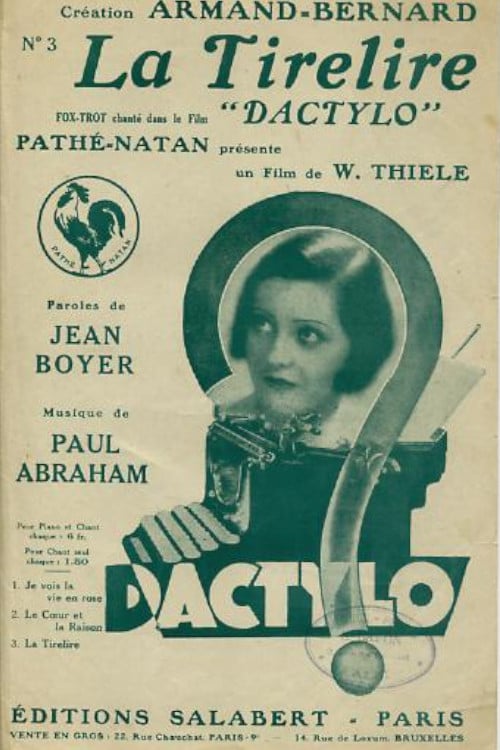 Création ARMAND-BERNARD
Nº 3
La Tirelire
FOX-TROT chanté dans le Film "DACTYLO"
PATHÉ-NATAN présente
un Film de W. THIELE
PATHÉ NATAN
Paroles de
JEAN
BOYER
Musique de
PAUL
ABRAHAM
Pour Piano et Chant
chaque : 6 fr.
Pour Chant seul
chaque : 1.50
1. Je vois la
vie en rose
2. Le Cœur et
la Raison
3. La Tirelire
DACTYLO
ÉDITIONS SALABERT - PARIS
VENTE EN GROS : 22, Rue Chauchat, PARIS-9e - 14, Rue de Loxum, BRUXELLES